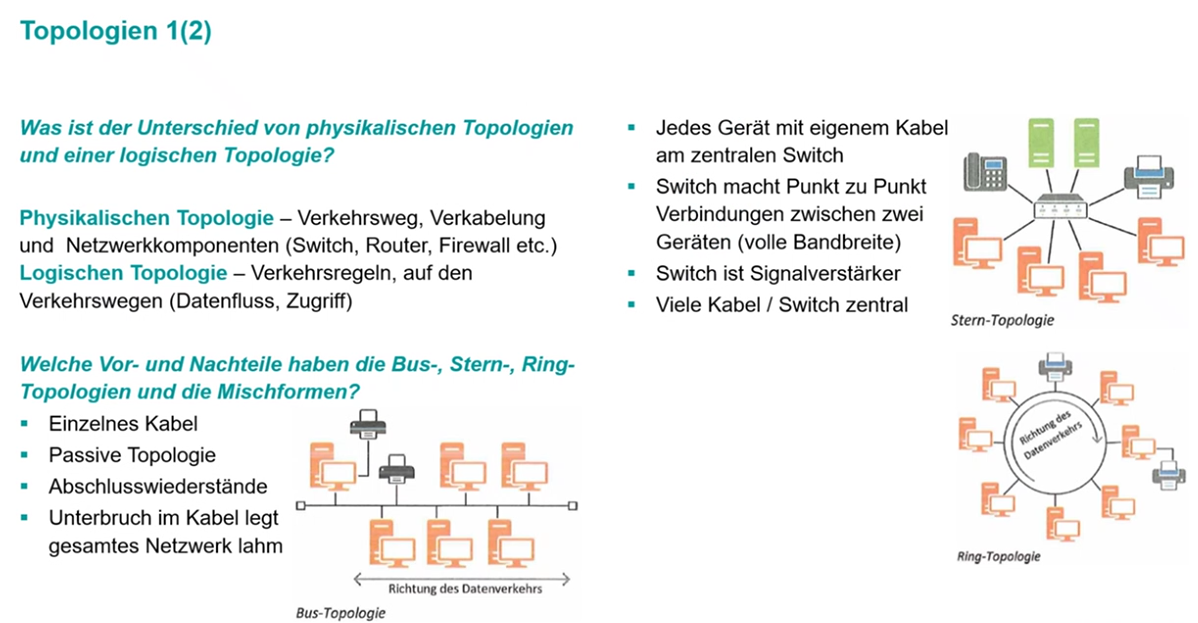 Topologien 1(2)
Was ist der Unterschied von physikalischen Topologien
und einer logischen Topologie?
Physikalischen Topologie – Verkehrsweg, Verkabelung
und Netzwerkkomponenten (Switch, Router, Firewall etc.)
Logischen Topologie – Verkehrsregeln, auf den
Verkehrswegen (Datenfluss, Zugriff)
Welche Vor- und Nachteile haben die Bus-, Stern-, Ring-
Topologien und die Mischformen?
▪ Einzelnes Kabel
▪ Passive Topologie
▪ Abschlusswiederstände
▪ Unterbruch im Kabel legt
gesamtes Netzwerk lahm
Richtung des Datenverkehrs
Bus-Topologie
▪ Jedes Gerät mit eigenem Kabel
am zentralen Switch
▪ Switch macht Punkt zu Punkt
Verbindungen zwischen zwei
Geräten (volle Bandbreite)
▪ Switch ist Signalverstärker
▪ Viele Kabel / Switch zentral
Stern-Topologie
Richtung des
Datenverkehrs
Ring-Topologie